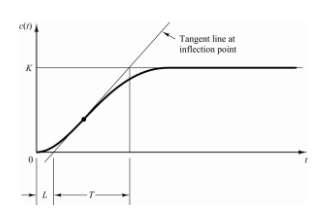 c(t)
Tangent line at
inflection point
K
0
t
L
T